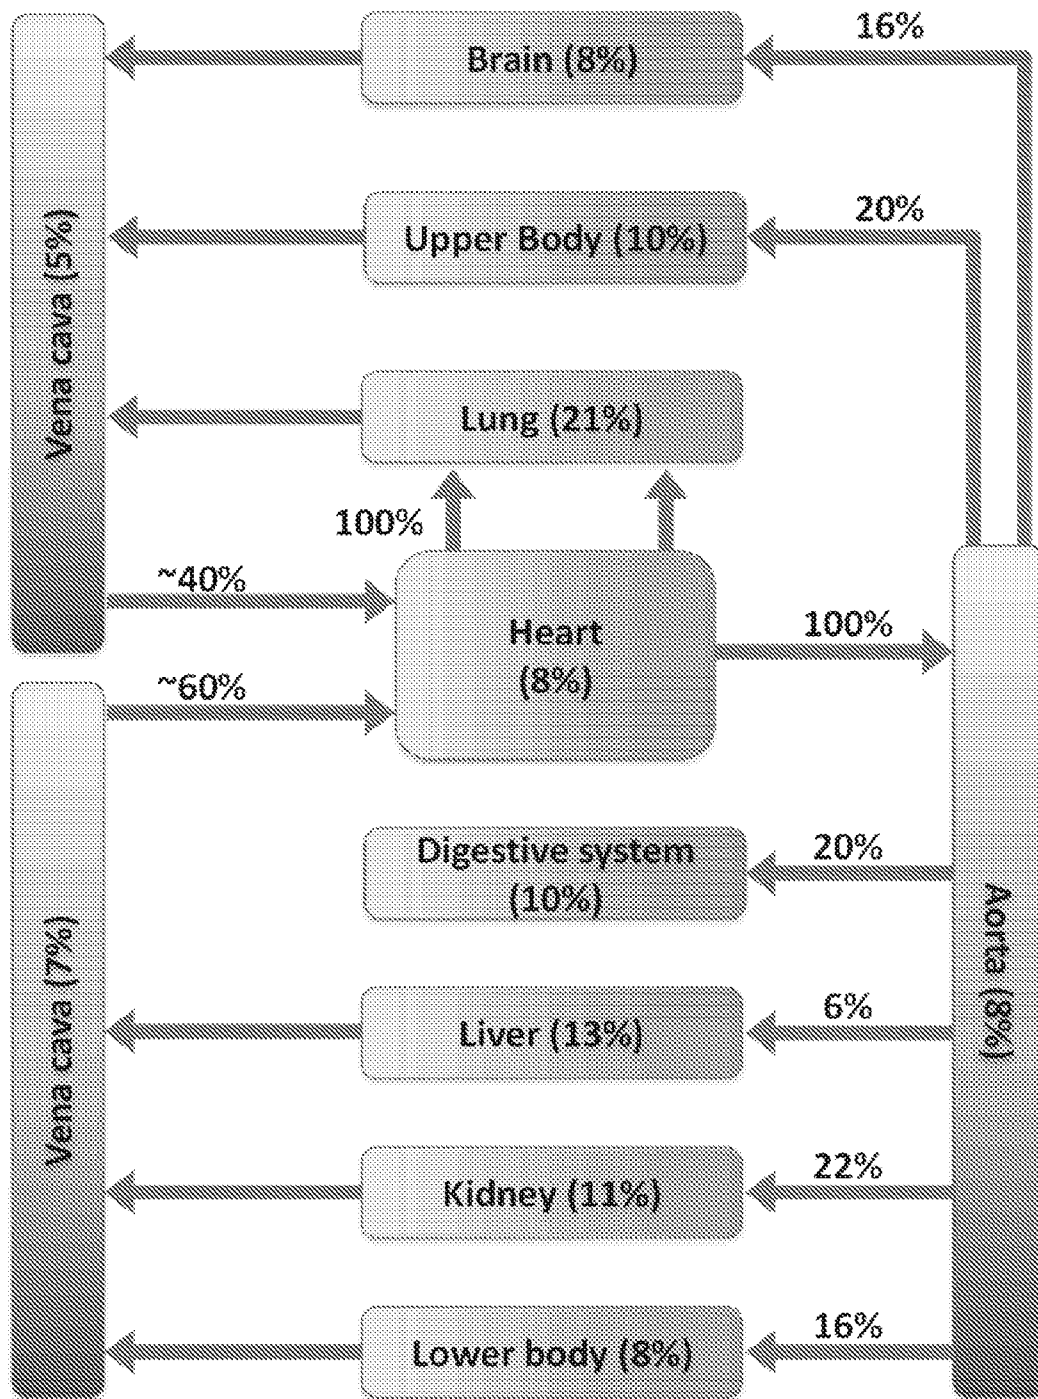 16%
Brain (8%)
20%
Upper Body (10%)
Vena cava (5%)
Lung (21%)
100%
~40%
Heart
(8%)
100%
~60%
Digestive system
(10%)
20%
Aorta (8%)
Vena cava (7%)
Liver (13%)
6%
Kidney (11%)
22%
Lower body (8%)
16%